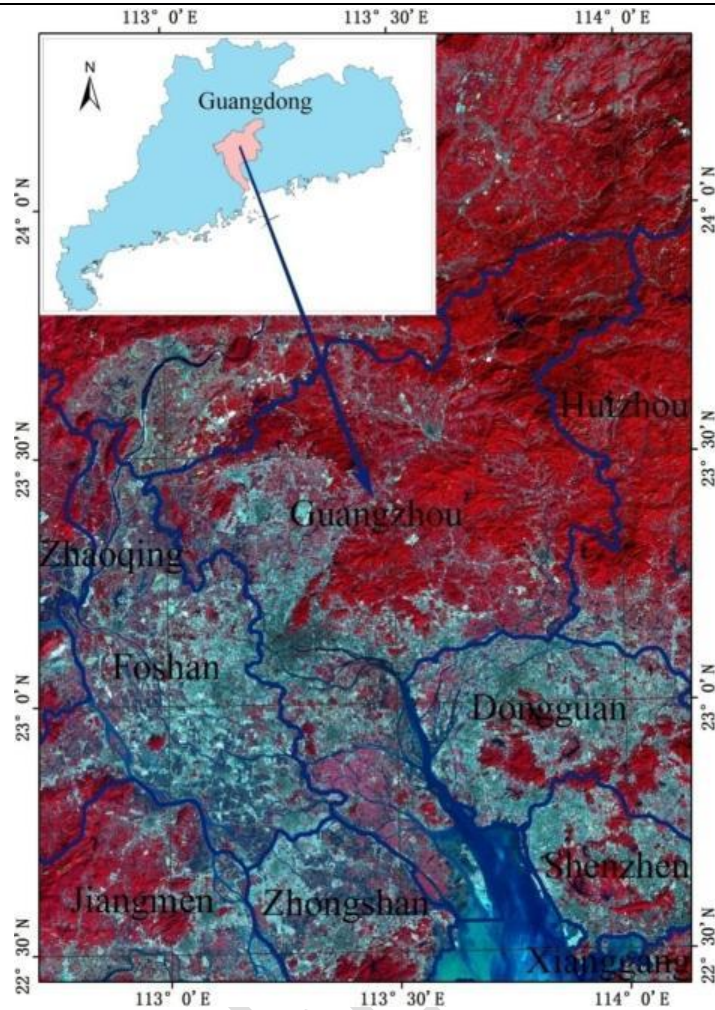 113° 0′E
113° 30′E
114° 0′E
N
Guangdong
24° 0′N
24° 0′N
Huizhou
23° 30′N
23° 30′N
Guangzhou
Zhaoqing
Foshan
23° 0′N
23° 0′N
Dongguan
Shenzhen
Jiangmen
Zhongshan
22° 30′N
22° 30′N
Xianggang
113° 0′E
113° 30′E
114° 0′E